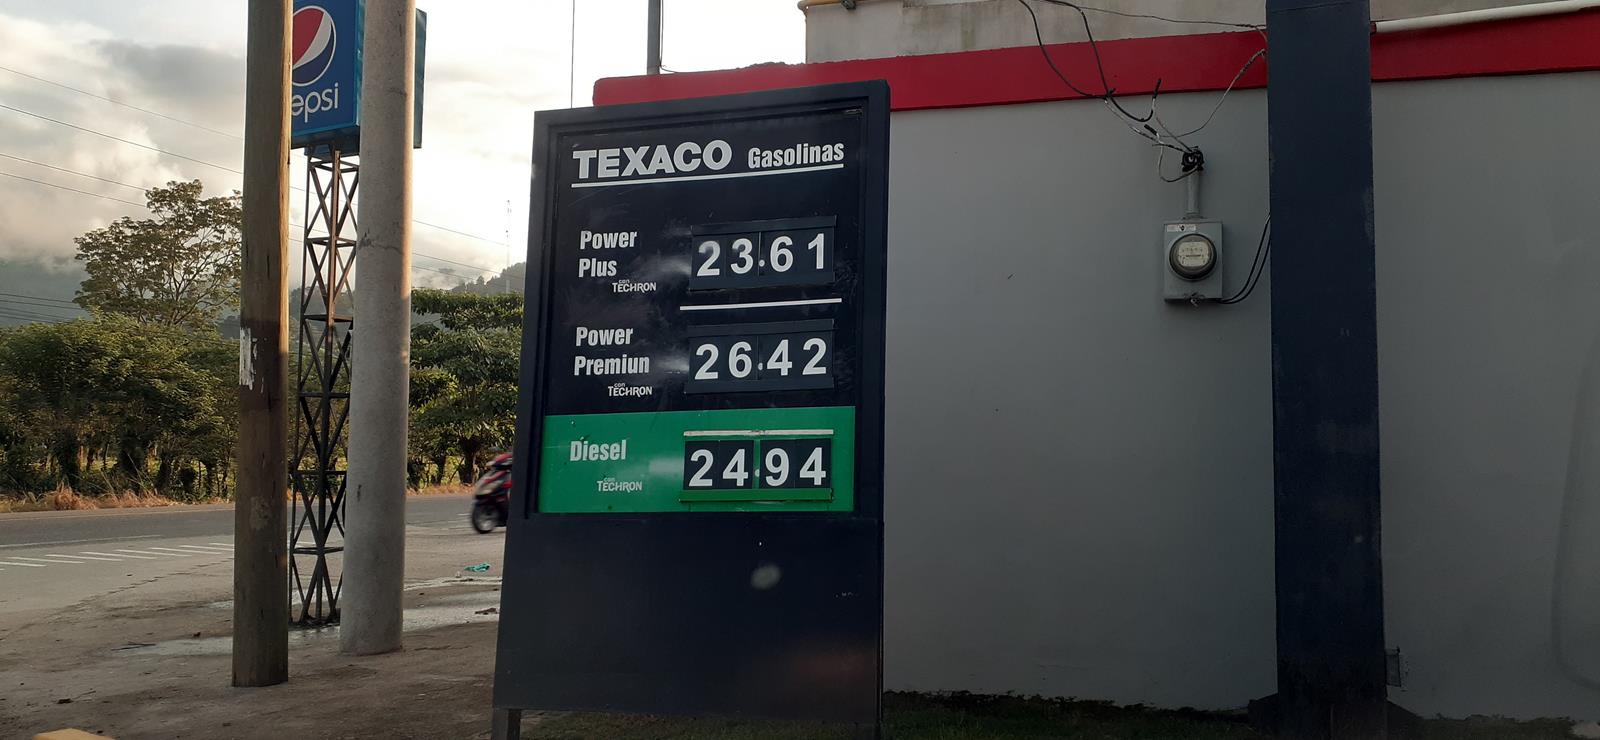 epsi
TEXACO Gasolinas
Power
Plus
con
TECHRON
23.61
Power
Premiun
con
TECHRON
26.42
Diesel
con
TECHRON
24.94